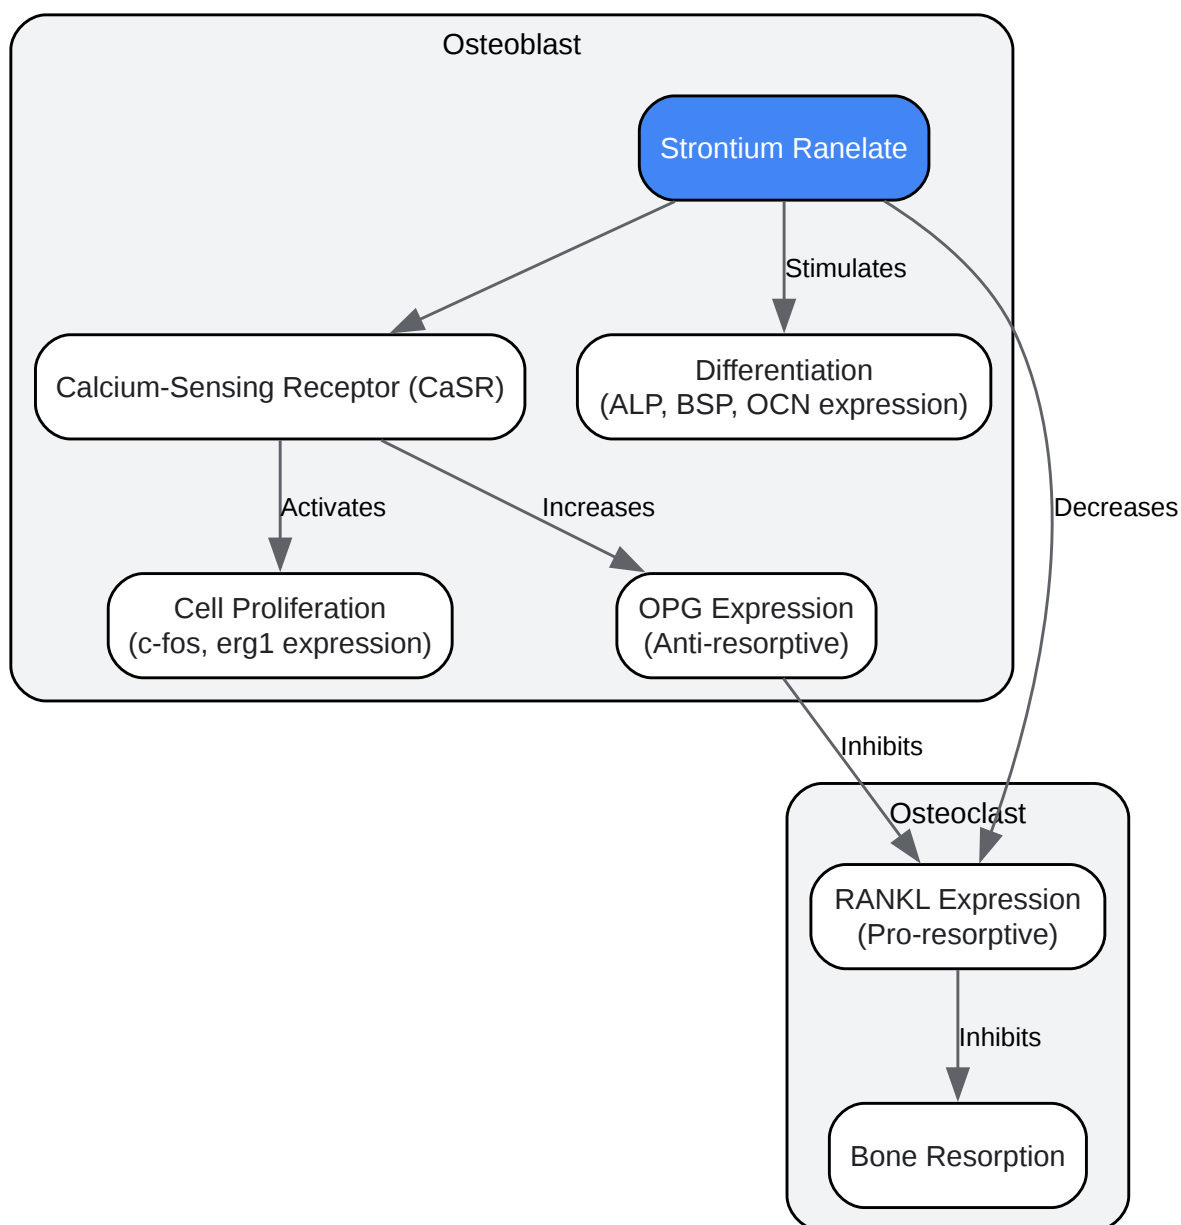 Osteoblast
Strontium Ranelate
Stimulates
Calcium-Sensing Receptor (CaSR)
Differentiation
(ALP, BSP, OCN expression)
Activates
Increases
Decreases
Cell Proliferation
(c-fos, erg1 expression)
OPG Expression
(Anti-resorptive)
Inhibits
Osteoclast
RANKL Expression
(Pro-resorptive)
Inhibits
Bone Resorption